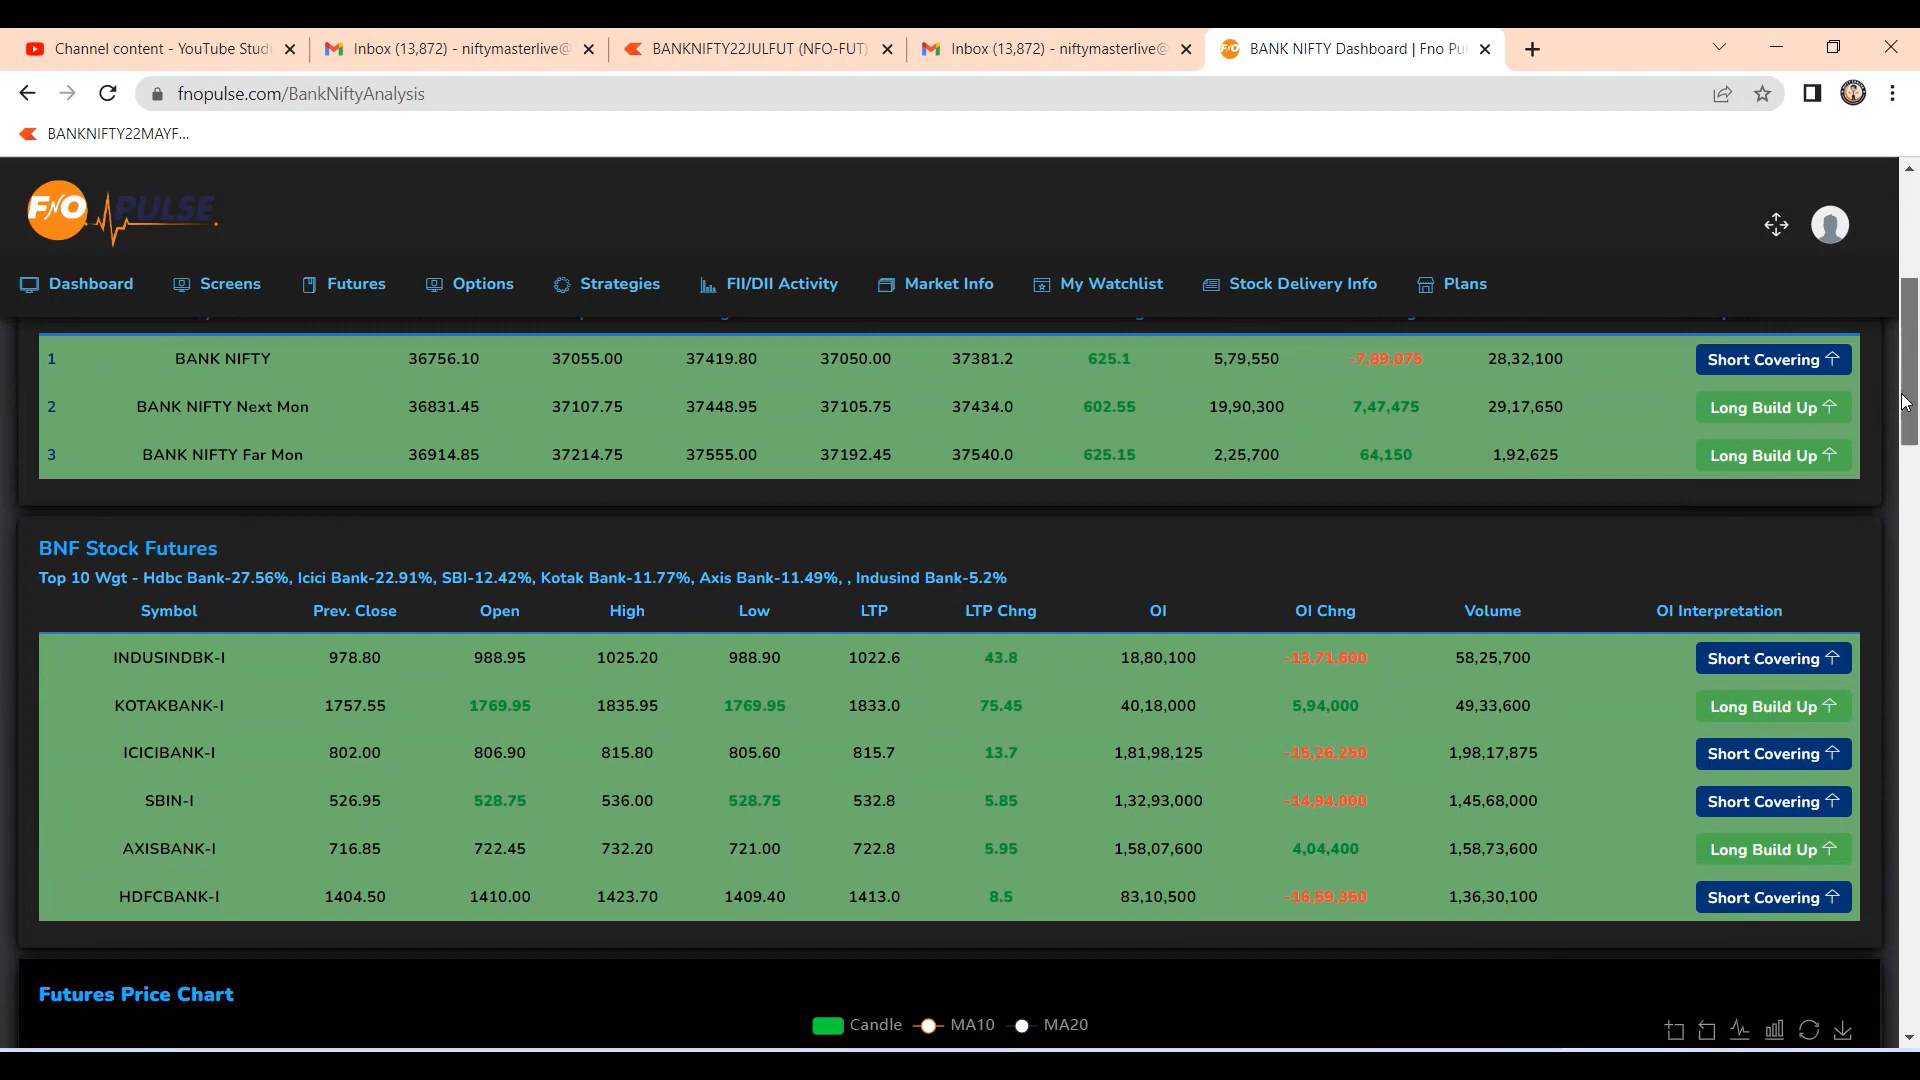 Channel content - YouTube Studi
Inbox (13,872) - niftymasterlive@
BANKNIFTY22JULFUT (NFO-FUT)
Inbox (13,872) - niftymasterlive@
BANK NIFTY Dashboard | Fno Pul
fnopulse.com/BankNiftyAnalysis
BANKNIFTY22MAYF...
FNO PULSE
Dashboard Screens Futures Options Strategies FII/DII Activity Market Info My Watchlist Stock Delivery Info Plans
1 BANK NIFTY 36756.10 37055.00 37419.80 37050.00 37381.2 625.1 5,79,550 -7,89,075 28,32,100 Short Covering
2 BANK NIFTY Next Mon 36831.45 37107.75 37448.95 37105.75 37434.0 602.55 19,90,300 7,47,475 29,17,650 Long Build Up
3 BANK NIFTY Far Mon 36914.85 37214.75 37555.00 37192.45 37540.0 625.15 2,25,700 64,150 1,92,625 Long Build Up
BNF Stock Futures
Top 10 Wgt - Hdbc Bank-27.56%, Icici Bank-22.91%, SBI-12.42%, Kotak Bank-11.77%, Axis Bank-11.49%, , Indusind Bank-5.2%
Symbol Prev. Close Open High Low LTP LTP Chng OI OI Chng Volume OI Interpretation
INDUSINDBK-I 978.80 988.95 1025.20 988.90 1022.6 43.8 18,80,100 -13,71,600 58,25,700 Short Covering
KOTAKBANK-I 1757.55 1769.95 1835.95 1769.95 1833.0 75.45 40,18,000 5,94,000 49,33,600 Long Build Up
ICICIBANK-I 802.00 806.90 815.80 805.60 815.7 13.7 1,81,98,125 -15,26,250 1,98,17,875 Short Covering
SBIN-I 526.95 528.75 536.00 528.75 532.8 5.85 1,32,93,000 -14,94,000 1,45,68,000 Short Covering
AXISBANK-I 716.85 722.45 732.20 721.00 722.8 5.95 1,58,07,600 4,04,400 1,58,73,600 Long Build Up
HDFCBANK-I 1404.50 1410.00 1423.70 1409.40 1413.0 8.5 83,10,500 -16,59,350 1,36,30,100 Short Covering
Futures Price Chart
Candle MA10 MA20